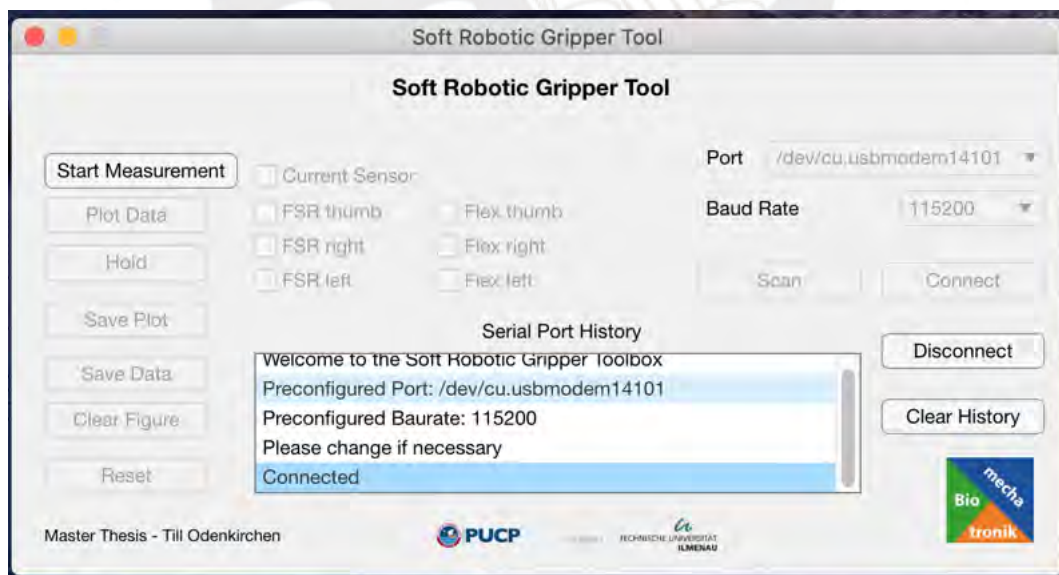 Soft Robotic Gripper Tool
Soft Robotic Gripper Tool
Start Measurement
Plot Data
Hold
Save Plot
Save Data
Clear Figure
Reset
Current Sensor
FSR thumb
Flex thumb
FSR right
Flex right
FSR left
Flex left
Port /dev/cu.usbmodem14101
Baud Rate 115200
Scan
Connect
Disconnect
Clear History
Serial Port History
Welcome to the Soft Robotic Gripper Toolbox
Preconfigured Port: /dev/cu.usbmodem14101
Preconfigured Baurate: 115200
Please change if necessary
Connected
Master Thesis - Till Odenkirchen
PUCP
TECHNISCHE UNIVERSITÄT
ILMENAU
Bio
mecha
tronik